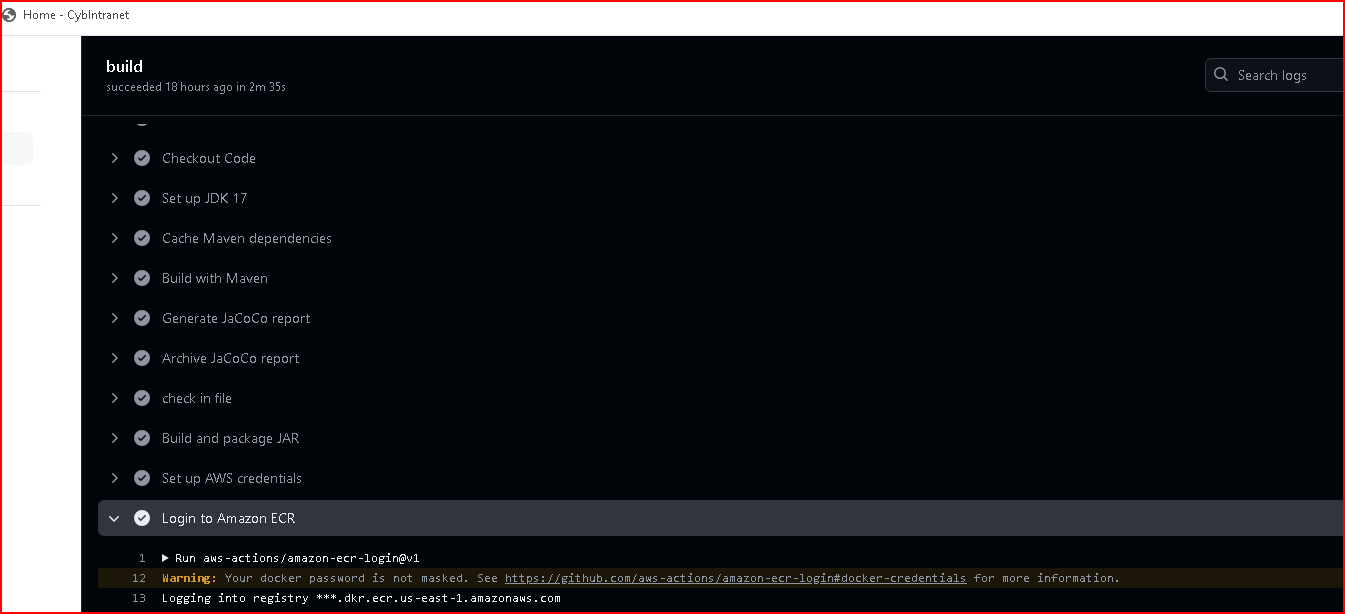 Home - CybIntranet
build
succeeded 18 hours ago in 2m 35s
Search logs
Checkout Code
Set up JDK 17
Cache Maven dependencies
Build with Maven
Generate JaCoCo report
Archive JaCoCo report
check in file
Build and package JAR
Set up AWS credentials
Login to Amazon ECR
1 Run aws-actions/amazon-ecr-login@v1
12 Warning: Your docker password is not masked. See https://github.com/aws-actions/amazon-ecr-login#docker-credentials for more information.
13 Logging into registry ***.dkr.ecr.us-east-1.amazonaws.com